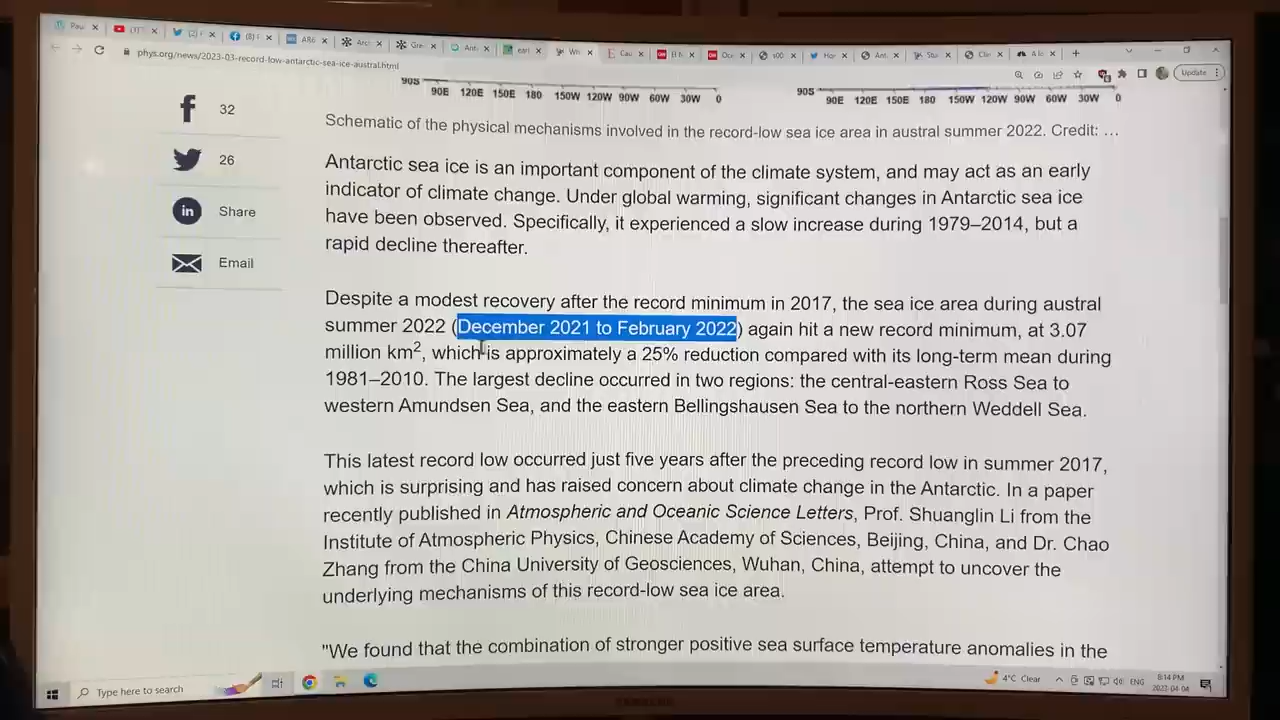 phys.org/news/2023-03-record-low-antarctic-sea-ice-austral.html
Update
90S
90E 120E 150E 180 150W 120W 90W 60W 30W 0
90S
90E 120E 150E 180 150W 120W 90W 60W 30W 0
32
26
in Share
Email
Schematic of the physical mechanisms involved in the record-low sea ice area in austral summer 2022. Credit: ...
Antarctic sea ice is an important component of the climate system, and may act as an early
indicator of climate change. Under global warming, significant changes in Antarctic sea ice
have been observed. Specifically, it experienced a slow increase during 1979–2014, but a
rapid decline thereafter.
Despite a modest recovery after the record minimum in 2017, the sea ice area during austral
summer 2022 (December 2021 to February 2022) again hit a new record minimum, at 3.07
million km², which is approximately a 25% reduction compared with its long-term mean during
1981–2010. The largest decline occurred in two regions: the central-eastern Ross Sea to
western Amundsen Sea, and the eastern Bellingshausen Sea to the northern Weddell Sea.
This latest record low occurred just five years after the preceding record low in summer 2017,
which is surprising and has raised concern about climate change in the Antarctic. In a paper
recently published in Atmospheric and Oceanic Science Letters, Prof. Shuanglin Li from the
Institute of Atmospheric Physics, Chinese Academy of Sciences, Beijing, China, and Dr. Chao
Zhang from the China University of Geosciences, Wuhan, China, attempt to uncover the
underlying mechanisms of this record-low sea ice area.
"We found that the combination of stronger positive sea surface temperature anomalies in the
Type here to search
4°C Clear
ENG
8:14 PM
SAMSUNG